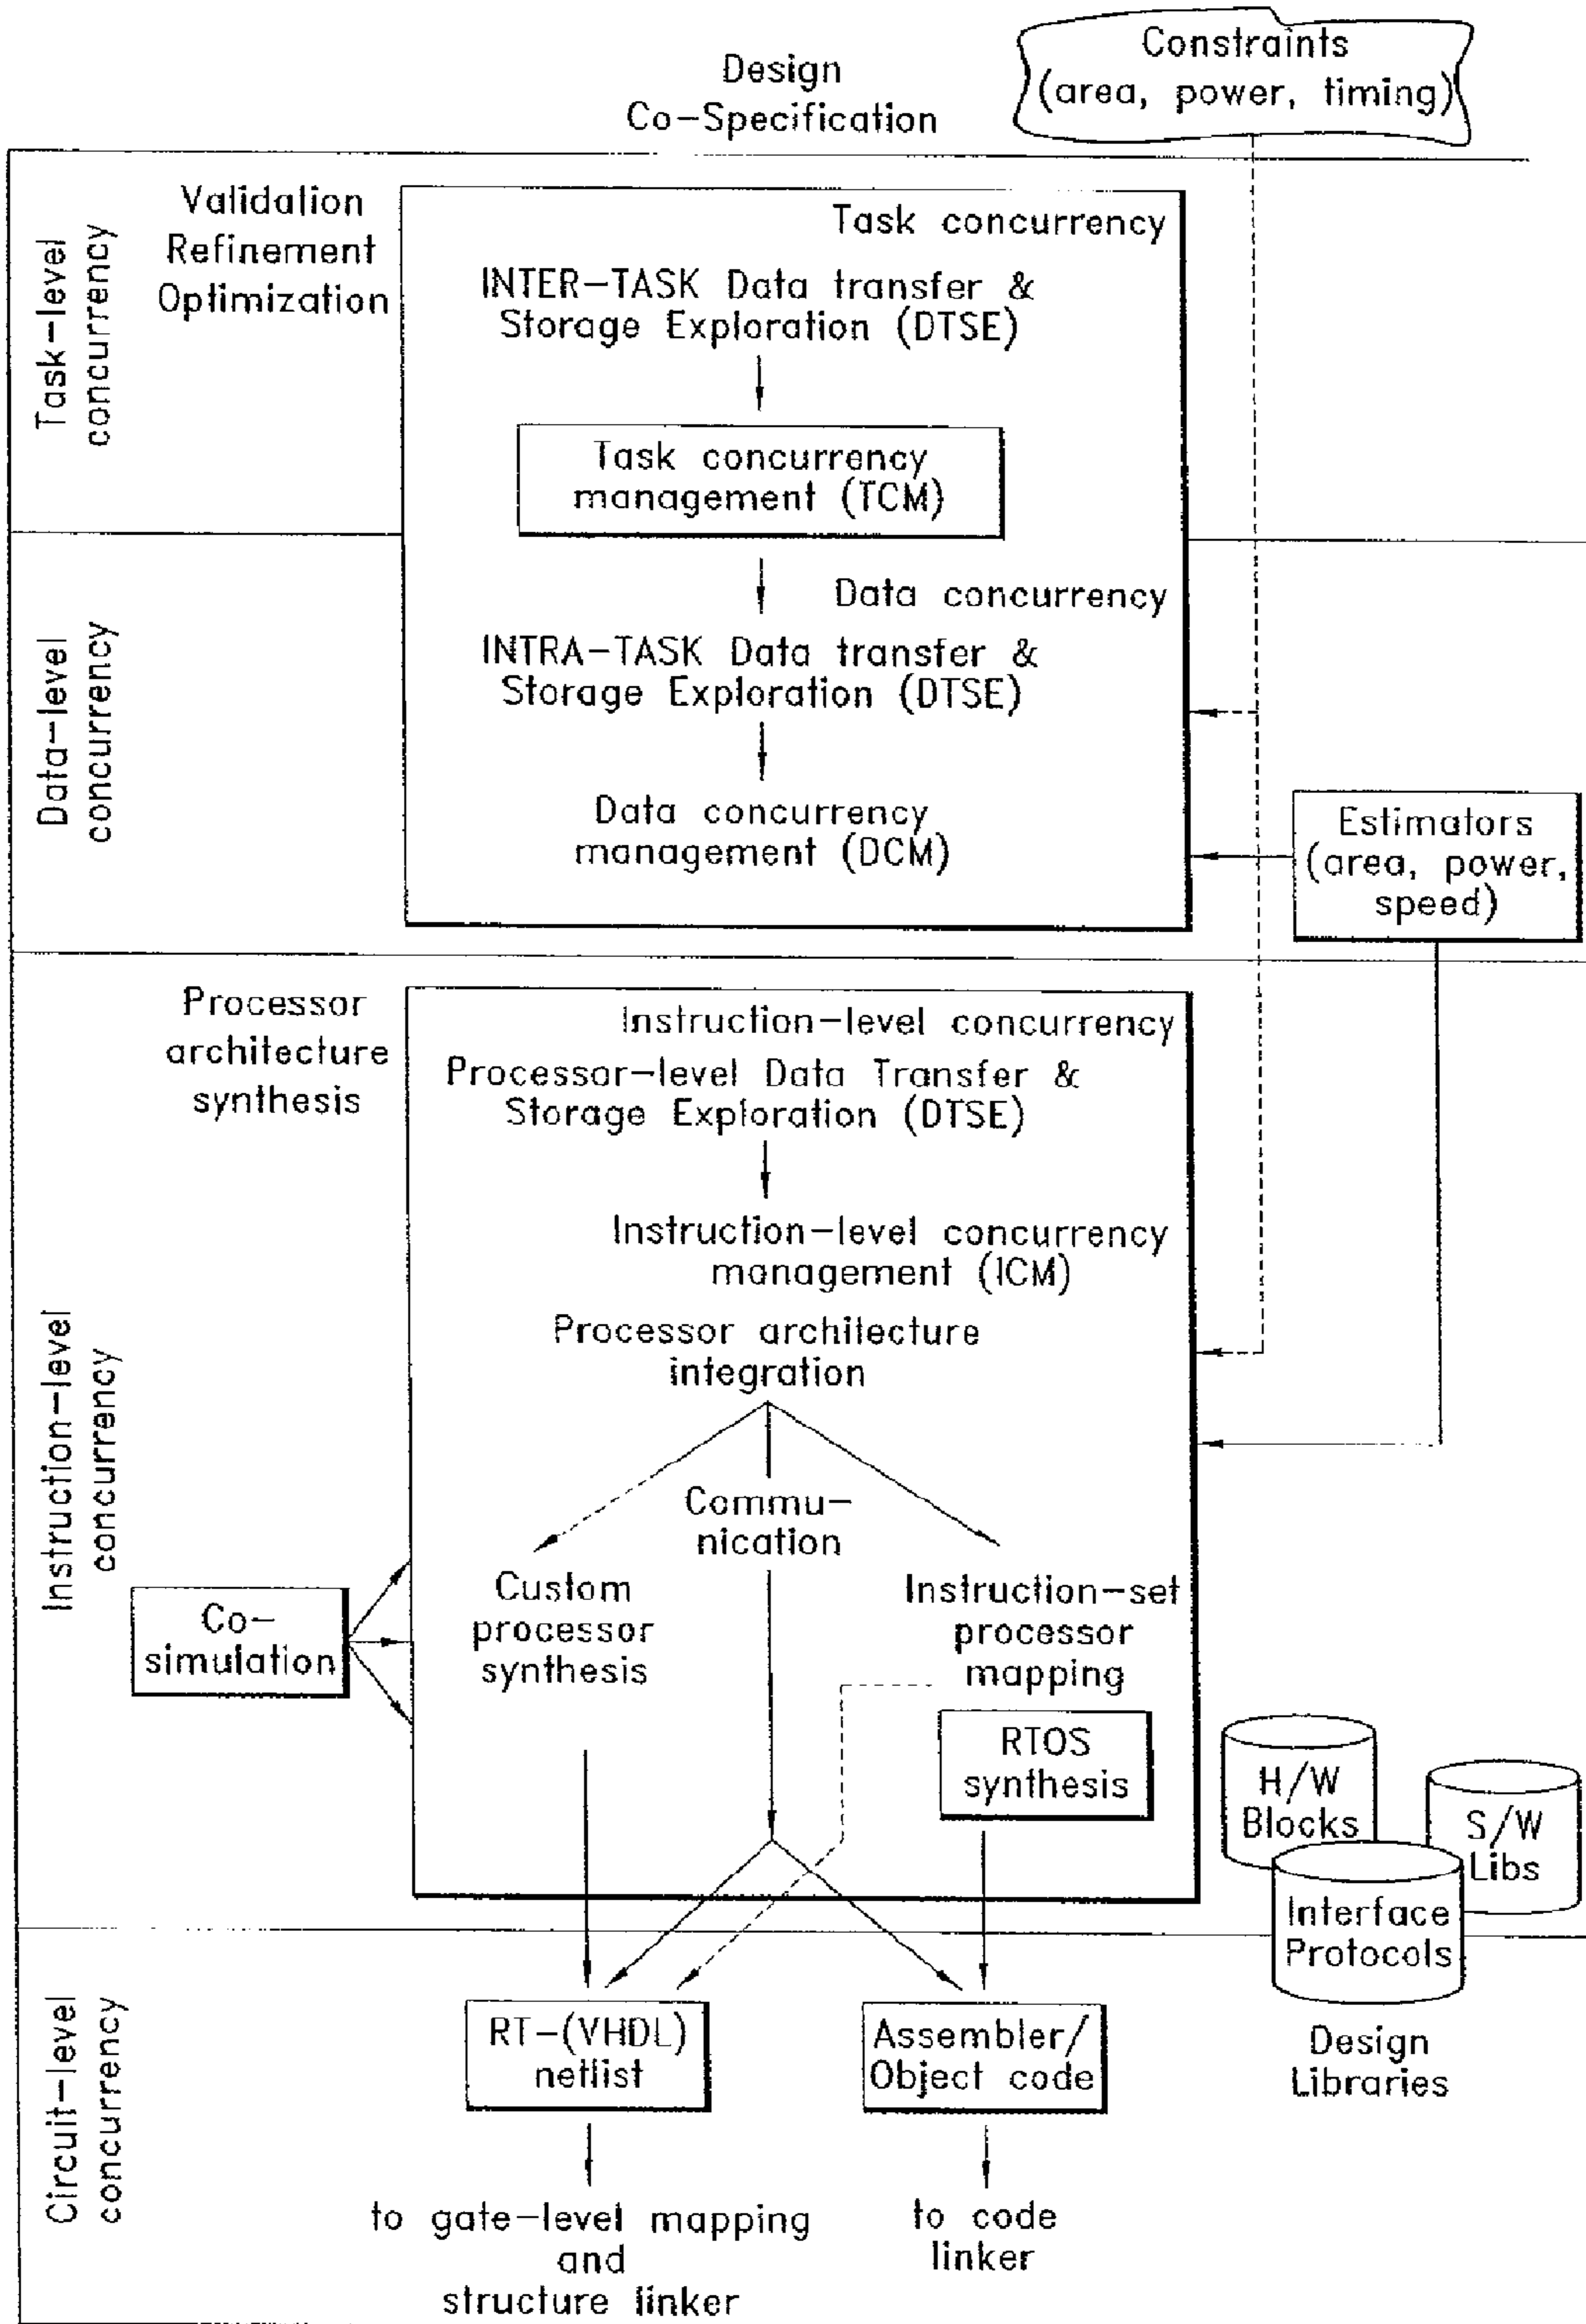 Design
Co-Specification
Constraints
(area, power, timing)
Task-level
concurrency
Validation
Refinement
Optimization
Task concurrency
INTER-TASK Data transfer &
Storage Exploration (DTSE)
Task concurrency
management (TCM)
Data-level
concurrency
Data concurrency
INTRA-TASK Data transfer &
Storage Exploration (DTSE)
Data concurrency
management (DCM)
Estimators
(area, power,
speed)
Instruction-level
concurrency
Processor
architecture
synthesis
Instruction-level concurrency
Processor-level Data Transfer &
Storage Exploration (DTSE)
Instruction-level concurrency
management (ICM)
Processor architecture
integration
Commu-
nication
Custom
processor
synthesis
Instruction-set
processor
mapping
Co-
simulation
RTOS
synthesis
H/W
Blocks
S/W
Libs
Interface
Protocols
Design
Libraries
Circuit-level
concurrency
RT-(VHDL)
netlist
Assembler/
Object code
to gate-level mapping
and
structure linker
to code
linker